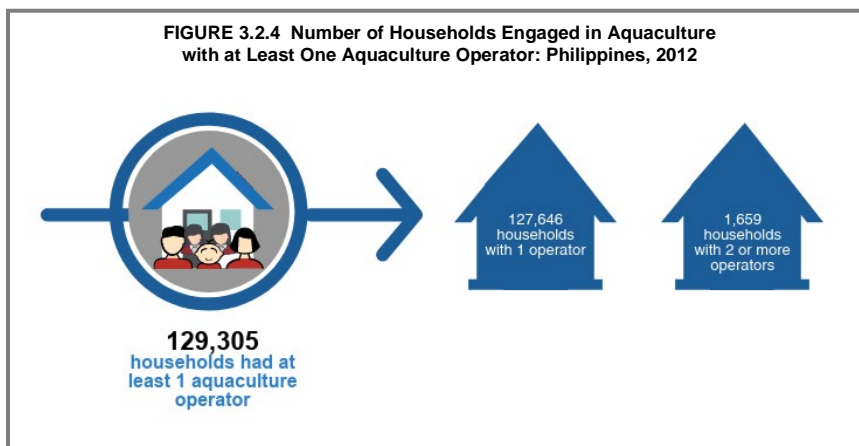 FIGURE 3.2.4 Number of Households Engaged in Aquaculture
with at Least One Aquaculture Operator: Philippines, 2012
129,305
households had at
least 1 aquaculture
operator
127,646
households
with 1 operator
1,659
households
with 2 or more
operators